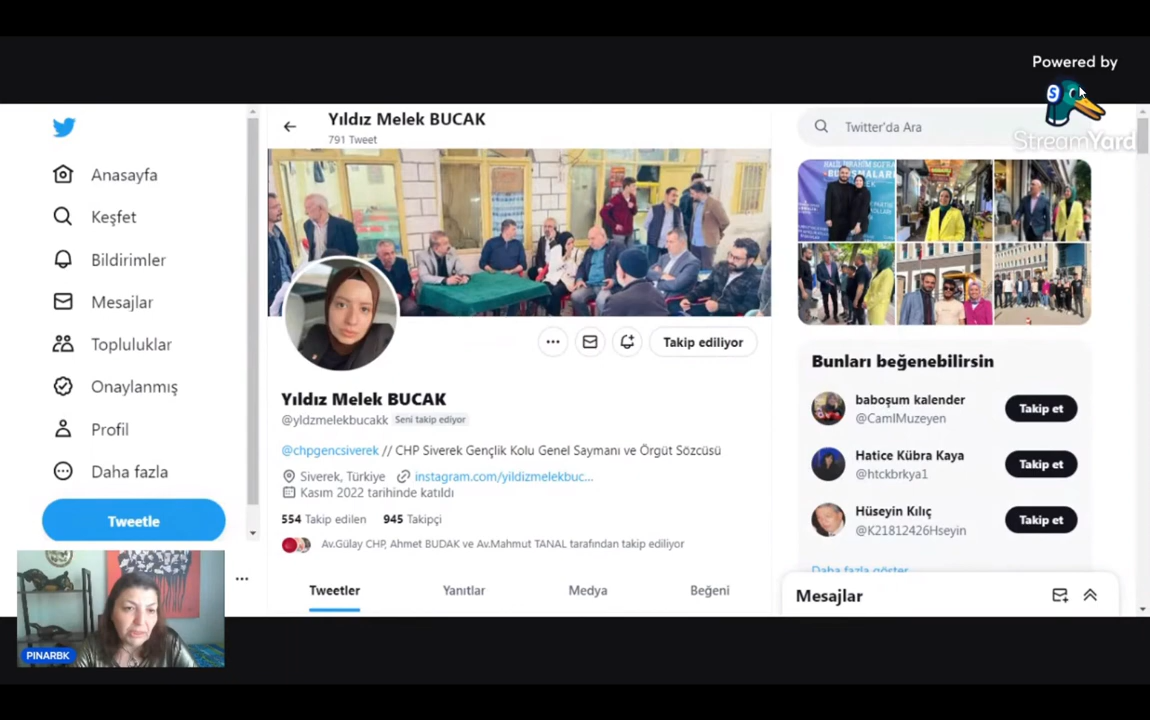 Powered by
StreamYard
Yıldız Melek BUCAK
791 Tweet
Twitter'da Ara
Anasayfa
Keşfet
Bildirimler
Mesajlar
Topluluklar
Onaylanmış
Profil
Daha fazla
Tweetle
Takip ediliyor
Yıldız Melek BUCAK
@yldzmelekbucakk Seni takip ediyor
@chpgencsiverek // CHP Siverek Gençlik Kolu Genel Saymanı ve Örgüt Sözcüsü
Siverek, Türkiye instagram.com/yildizmelekbuc...
Kasım 2022 tarihinde katıldı
554 Takip edilen 945 Takipçi
Av.Gülay CHP, Ahmet BUDAK ve Av.Mahmut TANAL tarafından takip ediliyor
Tweetler Yanıtlar Medya Beğeni
Bunları beğenebilirsin
baboşum kalender
@CamlMuzeyen
Takip et
Hatice Kübra Kaya
@htckbrkya1
Takip et
Hüseyin Kılıç
@K21812426Hseyin
Takip et
Daha fazla göster
Mesajlar
PINARBK